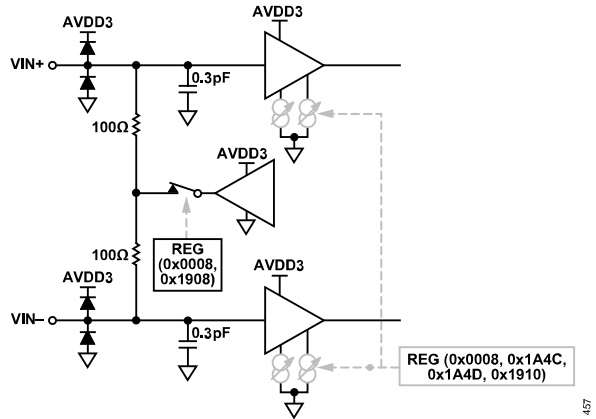 AVDD3
AVDD3
VIN+
0.3pF
100Ω
AVDD3
REG
(0x0008,
0x1908)
100Ω
AVDD3
AVDD3
VIN–
0.3pF
REG (0x0008, 0x1A4C,
0x1A4D, 0x1910)
457